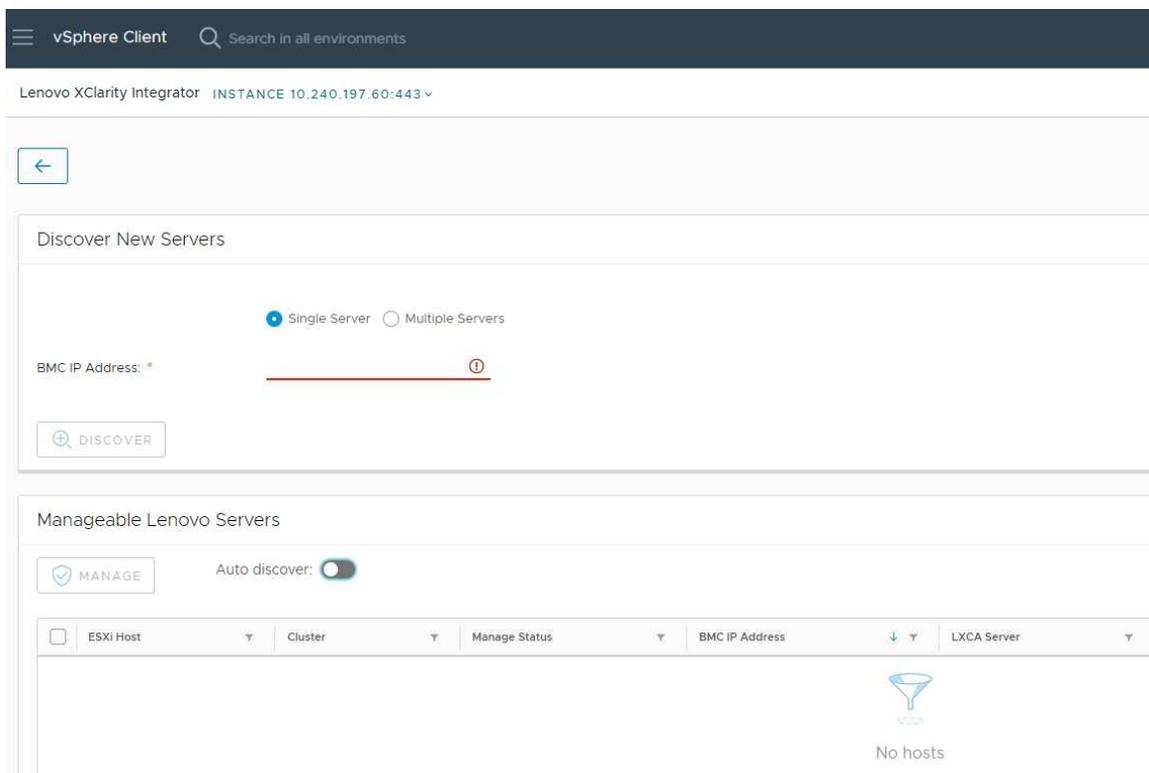 vSphere Client Search in all environments
Lenovo XClarity Integrator INSTANCE 10.240.197.60:443
Discover New Servers
Single Server Multiple Servers
BMC IP Address: *
DISCOVER
Manageable Lenovo Servers
MANAGE Auto discover:
ESXi Host Cluster Manage Status BMC IP Address LXCA Server
No hosts